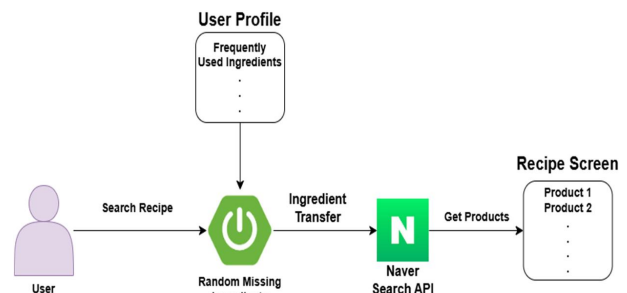 User Profile
Frequently
Used Ingredients
Recipe Screen
Product 1
Product 2
Search Recipe
Ingredient
Transfer
N
Get Products
User
Random Missing
Naver
Search API